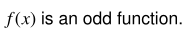 f(x) is an odd function.